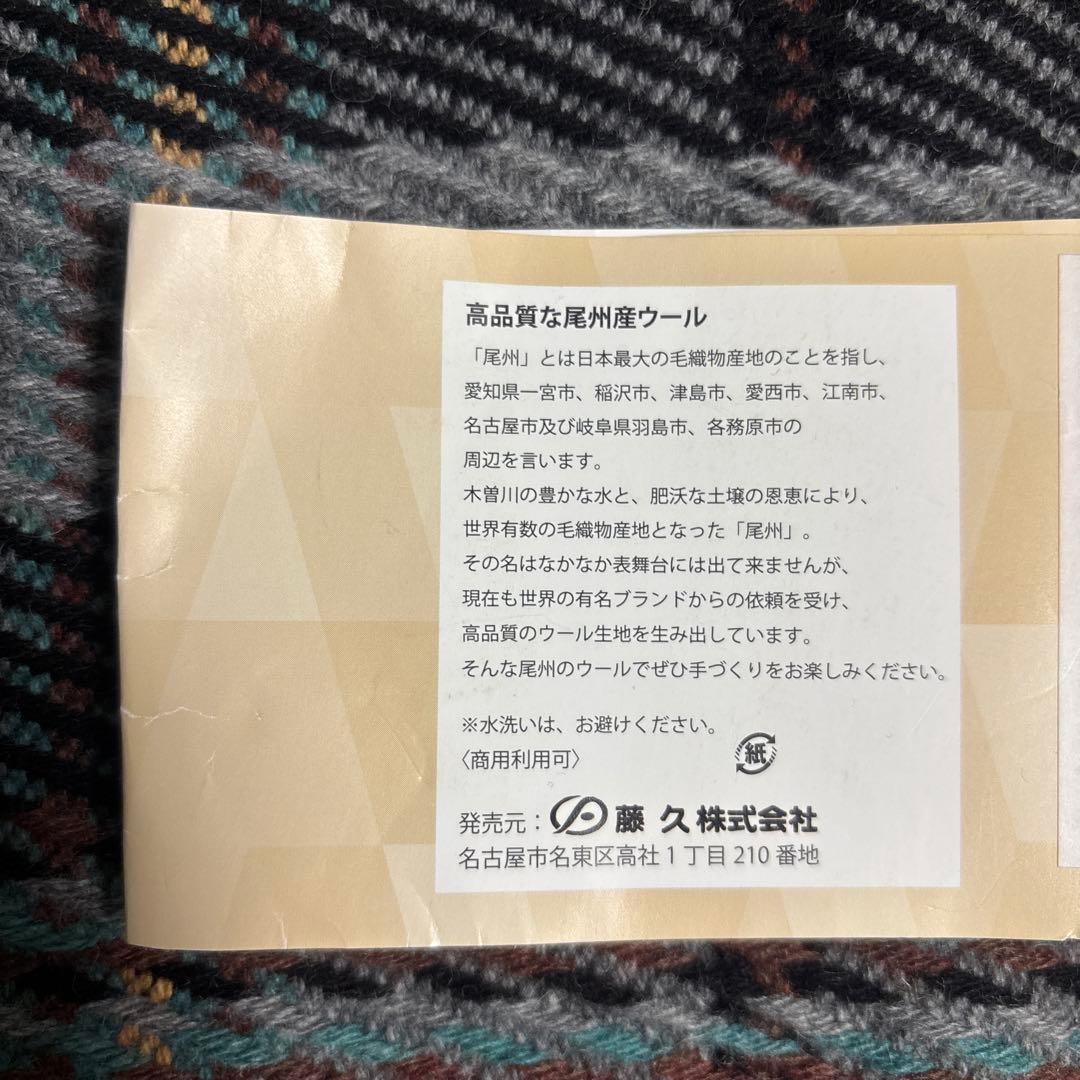 高品質な尾州産ウール
「尾州」とは日本最大の毛織物産地のことを指し、
愛知県一宮市、稲沢市、津島市、愛西市、江南市、
名古屋市及び岐阜県羽島市、各務原市の
周辺を言います。
木曽川の豊かな水と、肥沃な土壌の恩恵により、
世界有数の毛織物産地となった「尾州」。
その名はなかなか表舞台には出て来ませんが、
現在も世界の有名ブランドからの依頼を受け、
高品質のウール生地を生み出しています。
そんな尾州のウールでぜひ手づくりをお楽しみください。
※水洗いは、お避けください。
〈商用利用可〉
紙
発売元：藤久株式会社
名古屋市名東区高社1丁目210番地